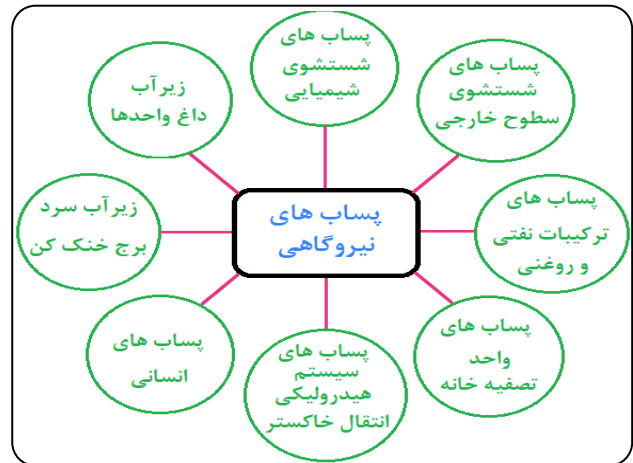 پساب های
نیروگاهی
پساب های
شستشوی
شیمیایی
پساب های
شستشوی
سطوح خارجی
پساب های
ترکیبات نفتی
و روغنی
پساب های
واحد
تصفیه خانه
پساب های
سیستم
هیدرولیکی
انتقال خاکستر
پساب های
انسانی
زیرآب سرد
برج خنک کن
زیرآب
داغ واحدها